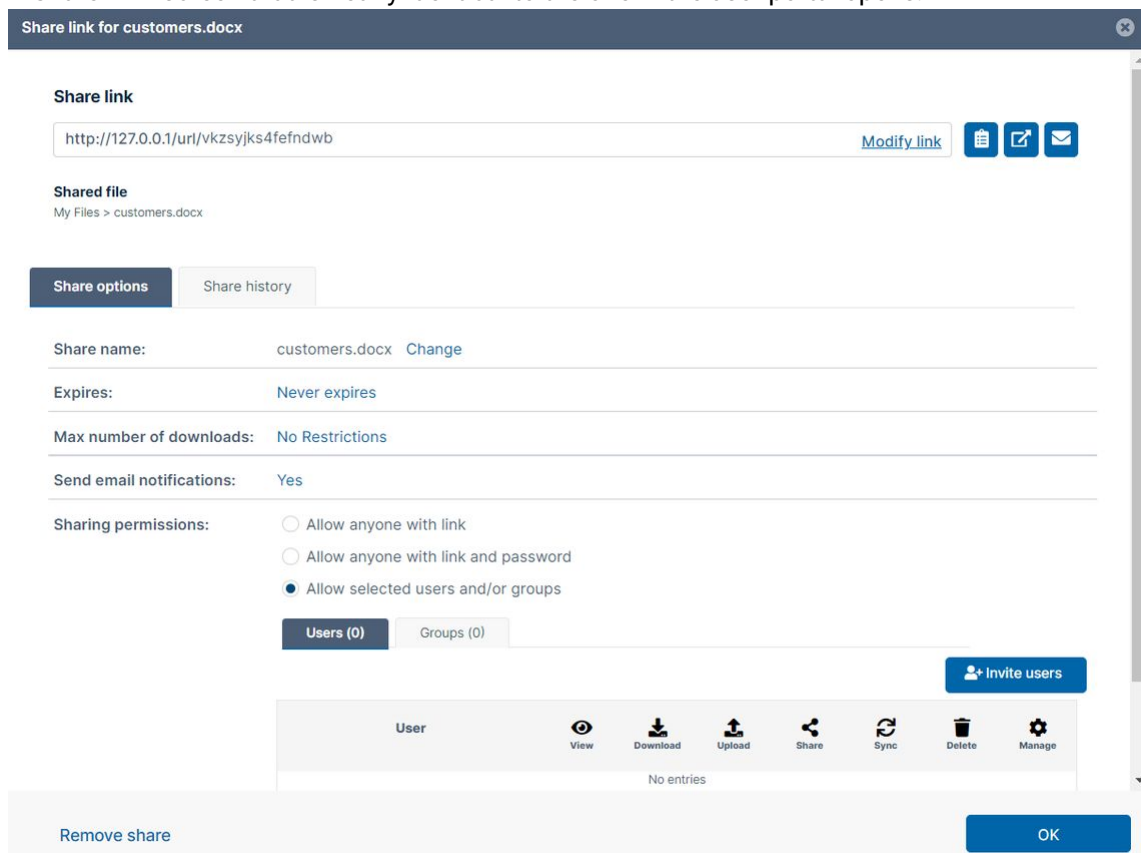 Share link for customers.docx
Share link
http://127.0.0.1/url/vkzsyjks4fefndwb Modify link
Shared file
My Files > customers.docx
Share options Share history
Share name: customers.docx Change
Expires: Never expires
Max number of downloads: No Restrictions
Send email notifications: Yes
Sharing permissions: Allow anyone with link
Allow anyone with link and password
Allow selected users and/or groups
Users (0) Groups (0)
Invite users
User View Download Upload Share Sync Delete Manage
No entries
Remove share OK